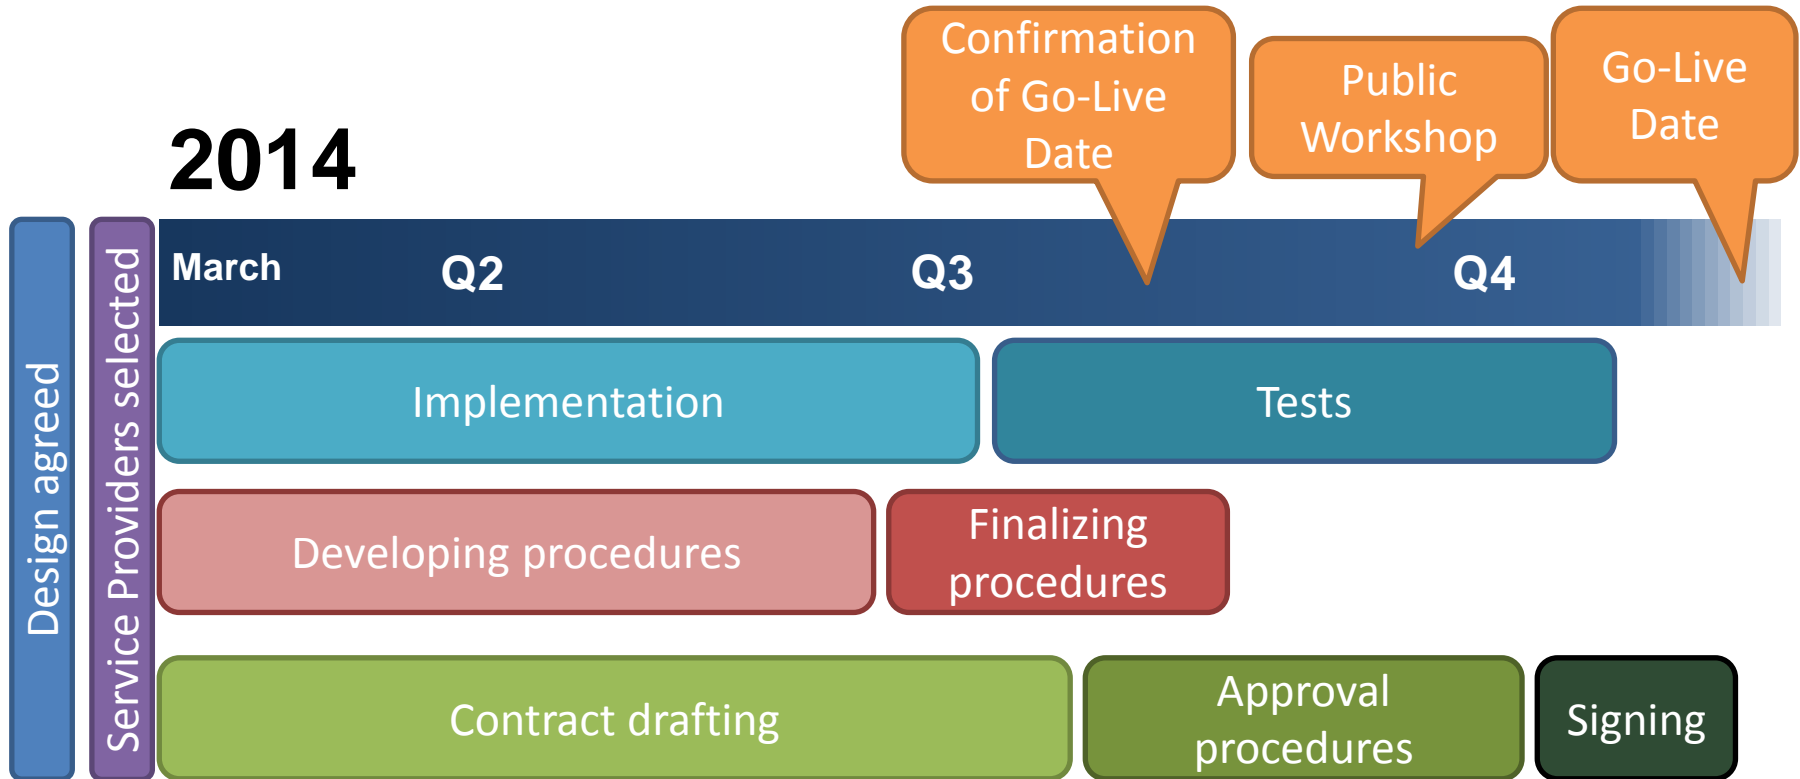 Confirmation
of Go-Live
Date
Public
Workshop
Go-Live
Date
2014
March
Q2
Q3
Q4
Design agreed
Service Providers selected
Implementation
Tests
Developing procedures
Finalizing
procedures
Contract drafting
Approval
procedures
Signing